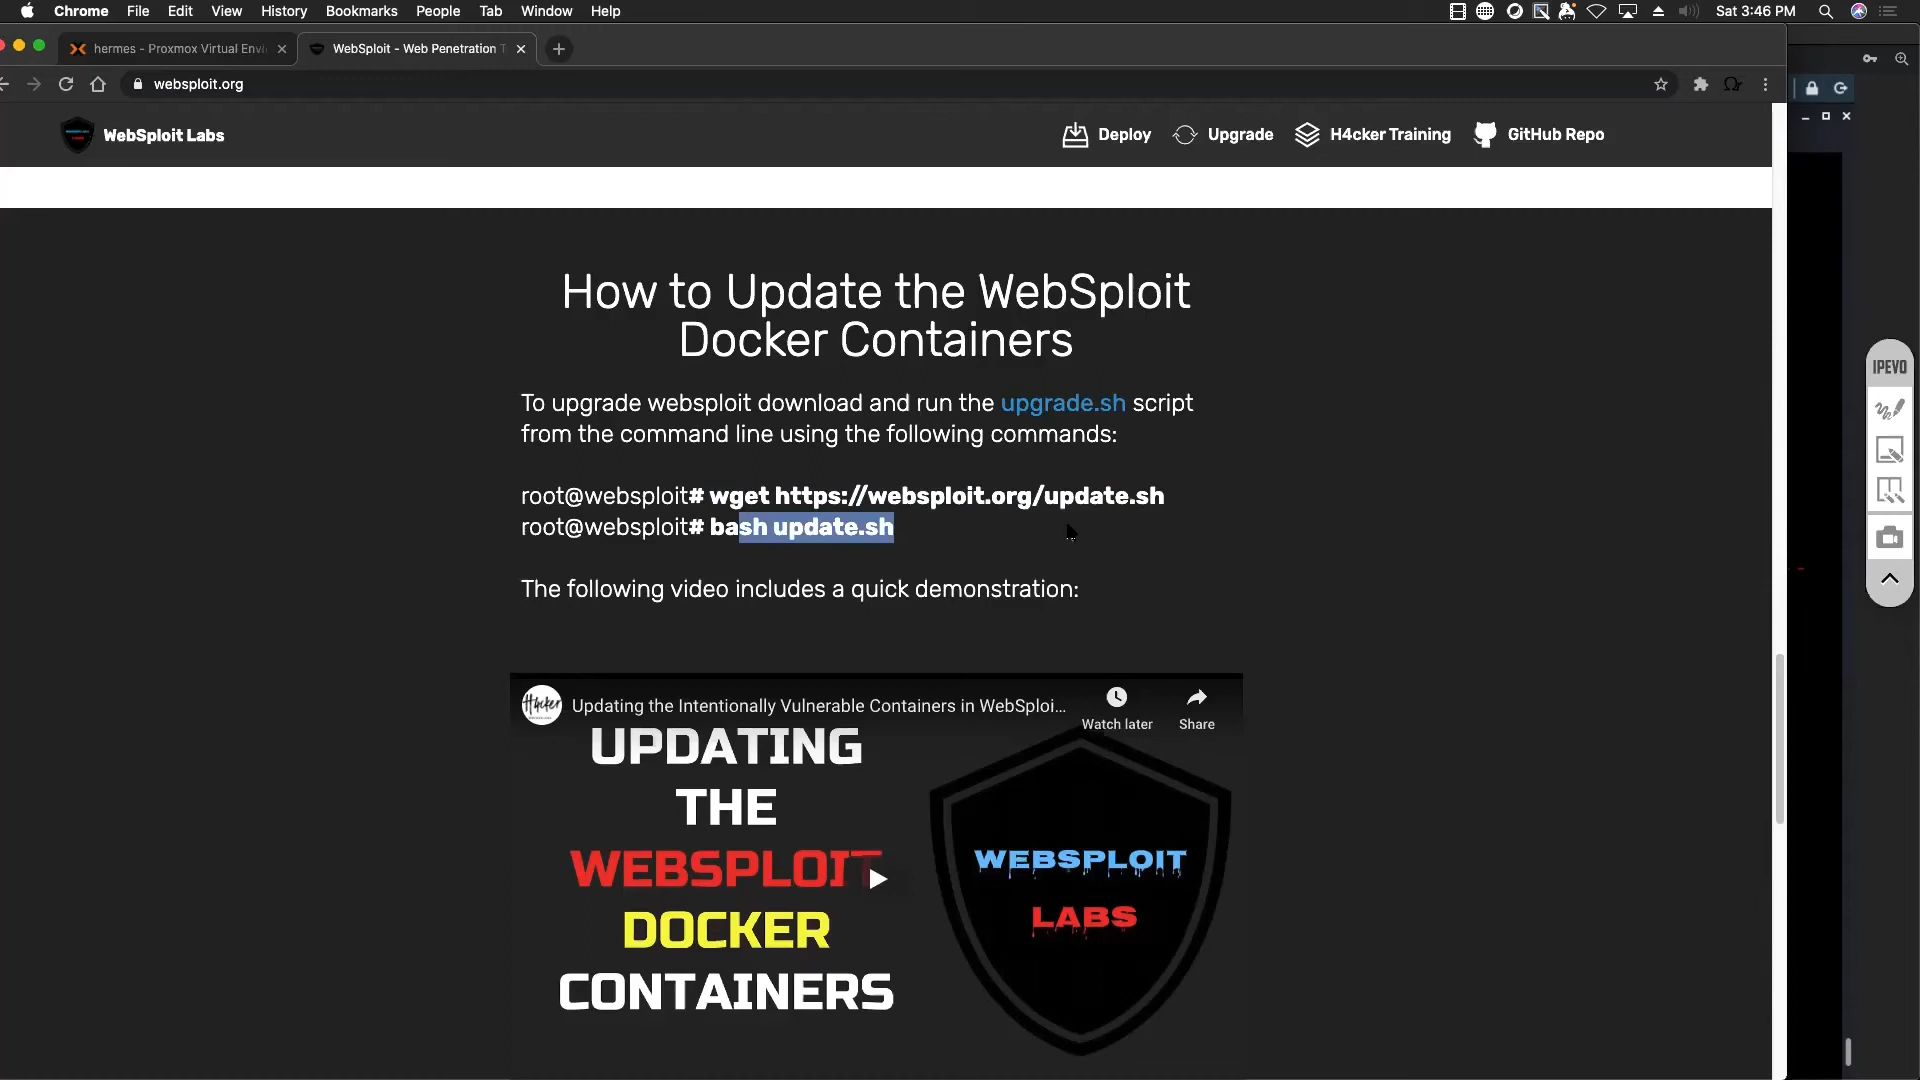 Chrome File Edit View History Bookmarks People Tab Window Help Sat 3:46 PM
hermes - Proxmox Virtual Envi
WebSploit - Web Penetration T
websploit.org
WebSploit Labs
Deploy Upgrade H4cker Training GitHub Repo
How to Update the WebSploit
Docker Containers
To upgrade websploit download and run the upgrade.sh script
from the command line using the following commands:
root@websploit# wget https://websploit.org/update.sh
root@websploit# bash update.sh
The following video includes a quick demonstration:
H4cker
Updating the Intentionally Vulnerable Containers in WebSploi...
Watch later
Share
UPDATING
THE
WEBSPLOIT
DOCKER
CONTAINERS
WEBSPLOIT
LABS
IPEVO